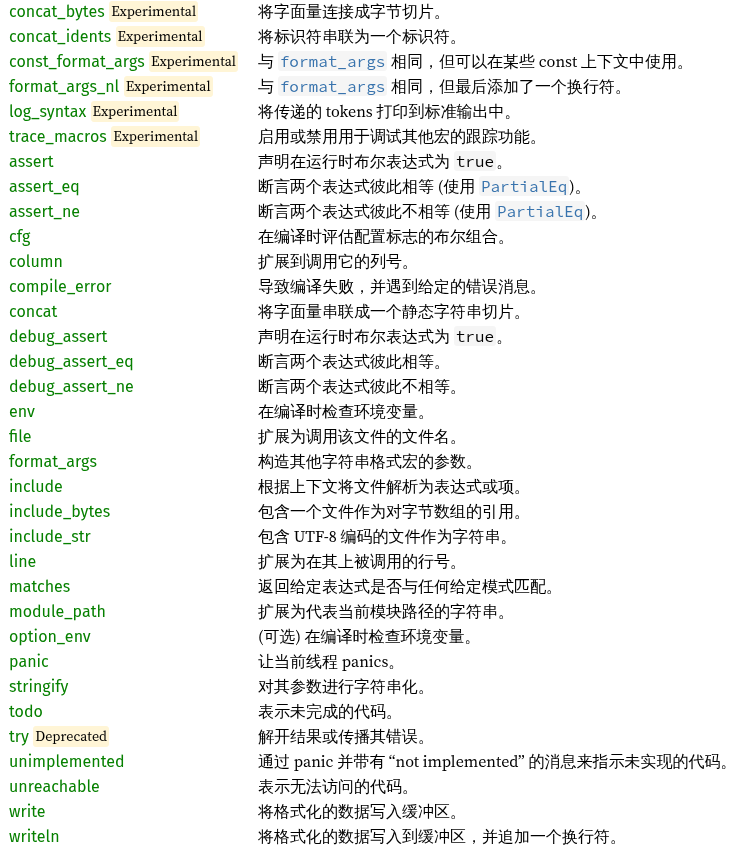 concat_bytes Experimental 将字面量连接成字节切片。
concat_idents Experimental 将标识符串联为一个标识符。
const_format_args Experimental 与 format_args 相同，但可以在某些 const 上下文中使用。
format_args_nl Experimental 与 format_args 相同，但最后添加了一个换行符。
log_syntax Experimental 将传递的 tokens 打印到标准输出中。
trace_macros Experimental 启用或禁用用于调试其他宏的跟踪功能。
assert 声明在运行时布尔表达式为 true。
assert_eq 断言两个表达式彼此相等 (使用 PartialEq)。
assert_ne 断言两个表达式彼此不相等 (使用 PartialEq)。
cfg 在编译时评估配置标志的布尔组合。
column 扩展到调用它的列号。
compile_error 导致编译失败，并遇到给定的错误消息。
concat 将字面量串联成一个静态字符串切片。
debug_assert 声明在运行时布尔表达式为 true。
debug_assert_eq 断言两个表达式彼此相等。
debug_assert_ne 断言两个表达式彼此不相等。
env 在编译时检查环境变量。
file 扩展为调用该文件的文件名。
format_args 构造其他字符串格式宏的参数。
include 根据上下文将文件解析为表达式或项。
include_bytes 包含一个文件作为对字节数组的引用。
include_str 包含 UTF-8 编码的文件作为字符串。
line 扩展为在其上被调用的行号。
matches 返回给定表达式是否与任何给定模式匹配。
module_path 扩展为代表当前模块路径的字符串。
option_env (可选) 在编译时检查环境变量。
panic 让当前线程 panics。
stringify 对其参数进行字符串化。
todo 表示未完成的代码。
try Deprecated 解开结果或传播其错误。
unimplemented 通过 panic 并带有 “not implemented” 的消息来指示未实现的代码。
unreachable 表示无法访问的代码。
write 将格式化的数据写入缓冲区。
writeln 将格式化的数据写入到缓冲区，并追加一个换行符。